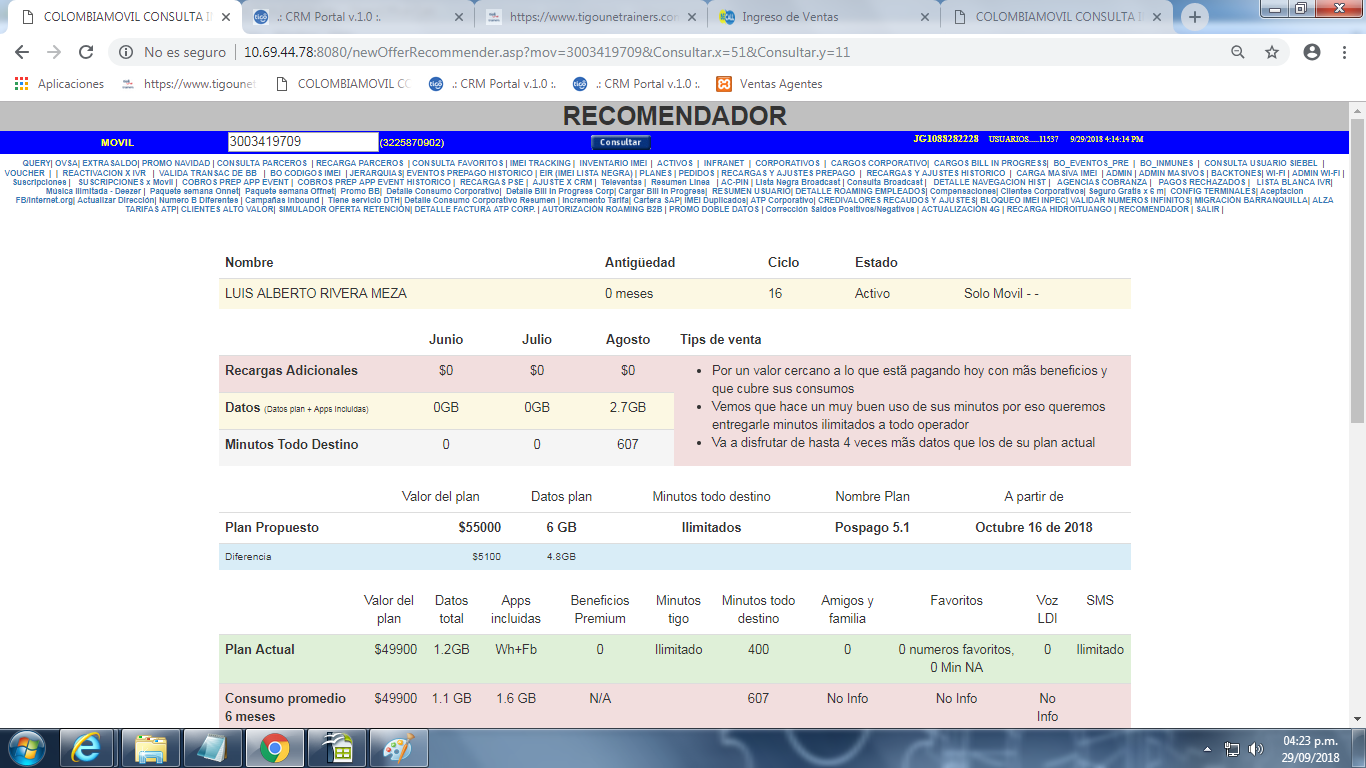 COLOMBIAMOVIL CONSULTA I
.: CRM Portal v.1.0 :.
https://www.tigounetrainers.con
Ingreso de Ventas
COLOMBIAMOVIL CONSULTA I
No es seguro | 10.69.44.78:8080/newOfferRecommender.asp?mov=3003419709&Consultar.x=51&Consultar.y=11
Aplicaciones
https://www.tigounet
COLOMBIAMOVIL CO
.: CRM Portal v.1.0 :.
.: CRM Portal v.1.0 :.
Ventas Agentes
RECOMENDADOR
MOVIL 3003419709 (3225870902) Consultar JG1088282228 USUARIOS.....11537 9/29/2018 4:14:14 PM
QUERY| OVSA| EXTRASALDO| PROMO NAVIDAD | CONSULTA PARCEROS | RECARGA PARCEROS | CONSULTA FAVORITOS | IMEI TRACKING | INVENTARIO IMEI | ACTIVOS | INFRANET | CORPORATIVOS | CARGOS CORPORATIVO| CARGOS BILL IN PROGRESS| BO_EVENTOS_PRE | BO_INMUNES | CONSULTA USUARIO SIEBEL |
VOUCHER | | REACTIVACION X IVR | VALIDA TRANSAC DE BB | BO CODIGOS IMEI | JERARQUIAS| EVENTOS PREPAGO HISTORICO | EIR (IMEI LISTA NEGRA) | PLANES | PEDIDOS | RECARGAS Y AJUSTES PREPAGO | RECARGAS Y AJUSTES HISTORICO | CARGA MASIVA IMEI | ADMIN | ADMIN MASIVOS | BACKTONES| WI-FI | ADMIN WI-FI |
Suscripciones | SUSCRIPCIONES x Movil | COBROS PREP APP EVENT | COBROS PREP APP EVENT HISTORICO | RECARGAS PSE | AJUSTE X CRM | Televentas | Resumen Linea | AC-PIN | Lista Negra Broadcast | Consulta Broadcast | DETALLE NAVEGACION HIST | AGENCIAS COBRANZA | PAGOS RECHAZADOS | LISTA BLANCA IVR|
Musica Ilimitada - Deezer | Paquete semana Onnet| Paquete semana Offnet| Promo BB| Detalle Consumo Corporativo| Detalle Bill In Progress Corp| Cargar Bill In Progress| RESUMEN USUARIO| DETALLE ROAMING EMPLEADOS| Compensaciones| Clientes Corporativos| Seguro Gratis x 6 m| CONFIG TERMINALES| Aceptacion
FB/Internet.org| Actualizar Dirección| Numero B Diferentes | Campañas Inbound | Tiene servicio DTH| Detalle Consumo Corporativo Resumen | Incremento Tarifa| Cartera SAP| IMEI Duplicados| ATP Corporativo| CREDIVALORES RECAUDOS Y AJUSTES| BLOQUEO IMEI INPEC| VALIDAR NUMEROS INFINITOS| MIGRACIÓN BARRANQUILLA| ALZA
TARIFAS ATP| CLIENTES ALTO VALOR| SIMULADOR OFERTA RETENCIÓN| DETALLE FACTURA ATP CORP. | AUTORIZACIÓN ROAMING B2B | PROMO DOBLE DATOS | Corrección Saldos Positivos/Negativos | ACTUALIZACIÓN 4G | RECARGA HIDROITUANGO | RECOMENDADOR | SALIR |
Nombre Antigüedad Ciclo Estado
LUIS ALBERTO RIVERA MEZA 0 meses 16 Activo Solo Movil - -
Junio Julio Agosto Tips de venta
Recargas Adicionales $0 $0 $0
Datos (Datos plan + Apps Incluidas) 0GB 0GB 2.7GB
Minutos Todo Destino 0 0 607
• Por un valor cercano a lo que estã pagando hoy con mãs beneficios y
que cubre sus consumos
• Vemos que hace un muy buen uso de sus minutos por eso queremos
entregarle minutos ilimitados a todo operador
• Va a disfrutar de hasta 4 veces mãs datos que los de su plan actual
Valor del plan Datos plan Minutos todo destino Nombre Plan A partir de
Plan Propuesto $55000 6 GB Ilimitados Pospago 5.1 Octubre 16 de 2018
Diferencia $5100 4.8GB
Valor del plan Datos total Apps incluidas Beneficios Premium Minutos tigo Minutos todo destino Amigos y familia Favoritos Voz LDI SMS
Plan Actual $49900 1.2GB Wh+Fb 0 Ilimitado 400 0 0 numeros favoritos, 0 Min NA 0 Ilimitado
Consumo promedio 6 meses $49900 1.1 GB 1.6 GB N/A 607 No Info No Info No Info
04:23 p.m.
29/09/2018